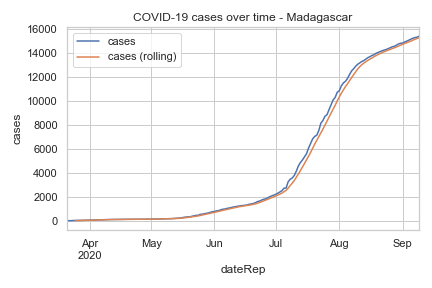 COVID-19 cases over time - Madagascar
cases
cases (rolling)
16000
14000
12000
10000
8000
6000
4000
2000
0
cases
Apr
2020
May
Jun
Jul
Aug
Sep
dateRep